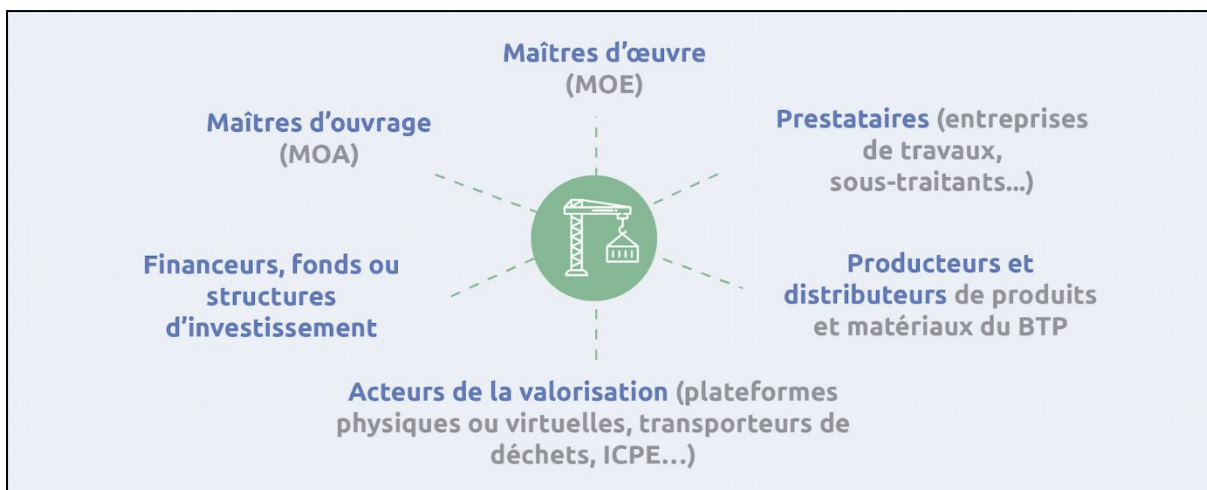 Maîtres d’œuvre
(MOE)
Maîtres d’ouvrage
(MOA)
Prestataires (entreprises
de travaux,
sous-traitants...)
Financeurs, fonds ou
structures
d’investissement
Producteurs et
distributeurs de produits
et matériaux du BTP
Acteurs de la valorisation (plateformes
physiques ou virtuelles, transporteurs de
déchets, ICPE…)